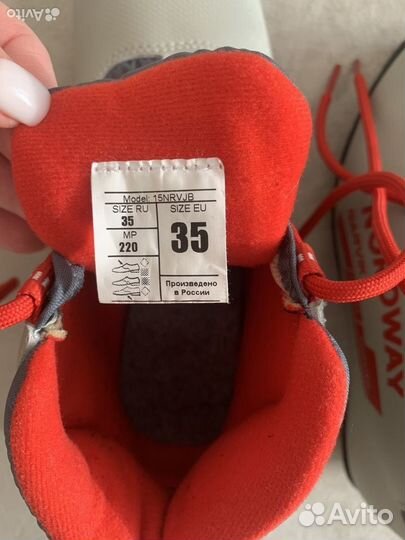 Avito
Model: 15NRVJB
SIZE RU
35
MP
220
SIZE EU
35
Произведено
в России
NORDWAY
Avito